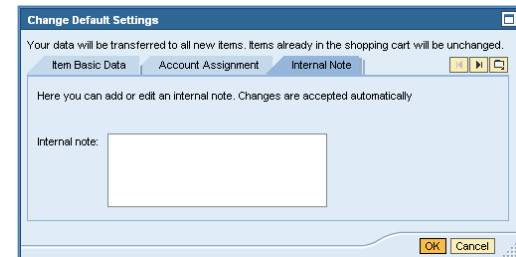 Change Default Settings
Your data will be transferred to all new items. Items already in the shopping cart will be unchanged.
Item Basic Data Account Assignment Internal Note
Here you can add or edit an internal note. Changes are accepted automatically
Internal note:
OK Cancel